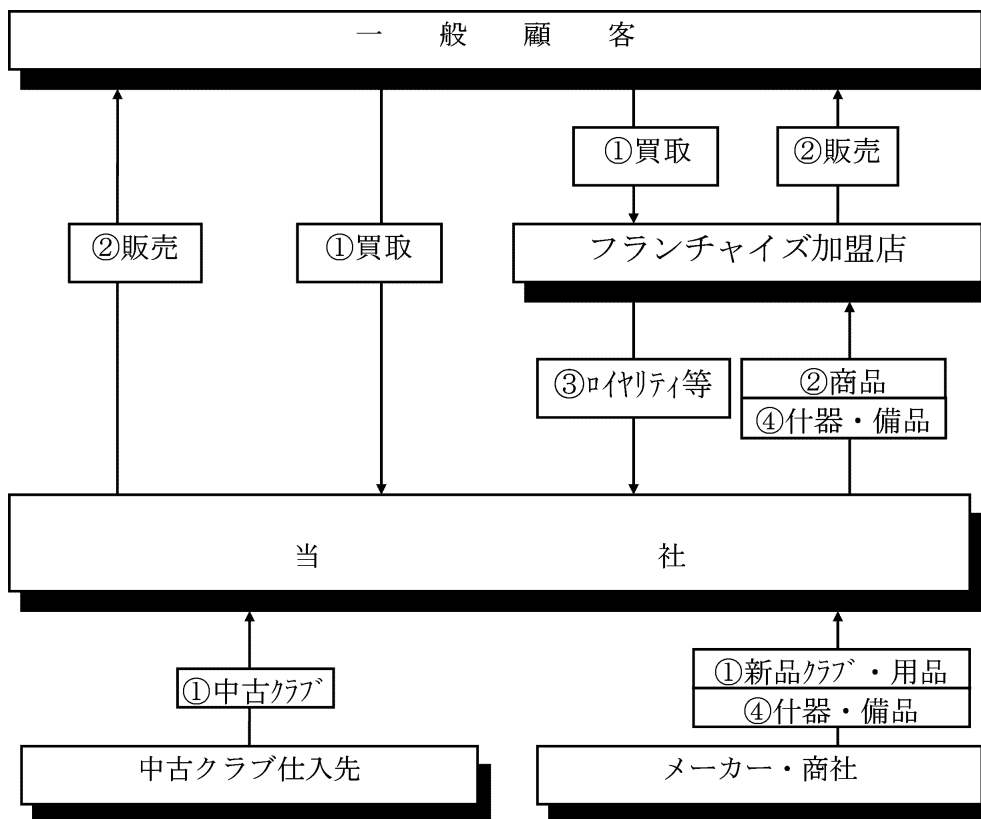 一般顧客
①買取
②販売
②販売
①買取
フランチャイズ加盟店
③ﾛｲﾔﾘﾃｨ等
②商品
④什器・備品
当社
①中古ｸﾗﾌﾞ
①新品ｸﾗﾌﾞ・用品
④什器・備品
中古クラブ仕入先
メーカー・商社